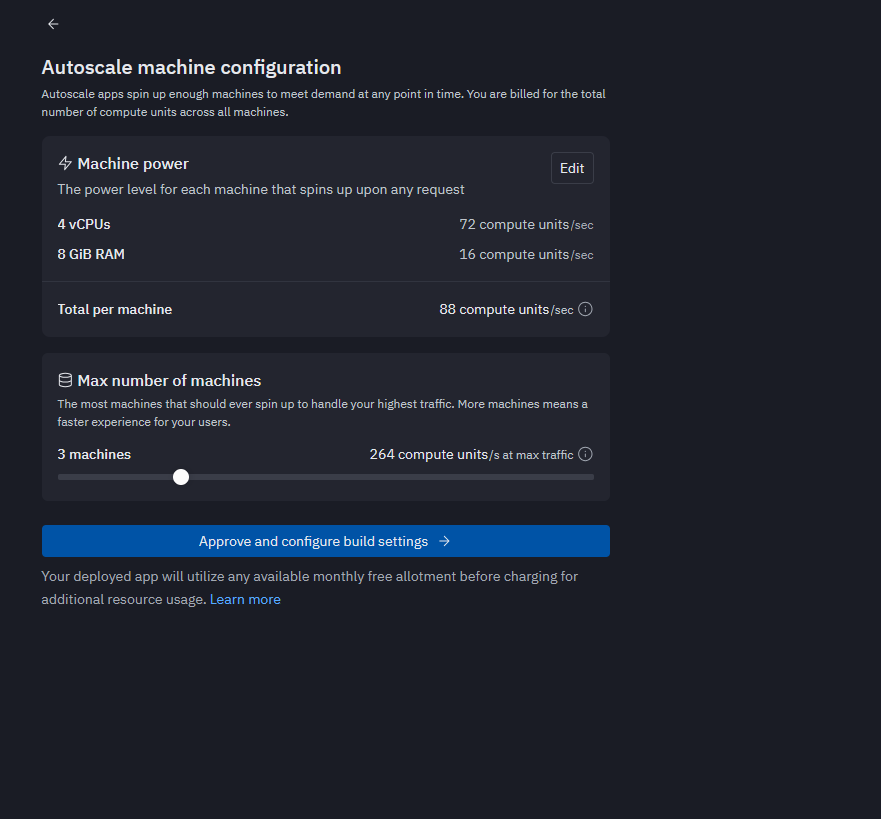 Autoscale machine configuration
Autoscale apps spin up enough machines to meet demand at any point in time. You are billed for the total
number of compute units across all machines.
Machine power
Edit
The power level for each machine that spins up upon any request
4 vCPUs 72 compute units/sec
8 GiB RAM 16 compute units/sec
Total per machine 88 compute units/sec
Max number of machines
The most machines that should ever spin up to handle your highest traffic. More machines means a
faster experience for your users.
3 machines 264 compute units/s at max traffic
Approve and configure build settings
Your deployed app will utilize any available monthly free allotment before charging for
additional resource usage. Learn more